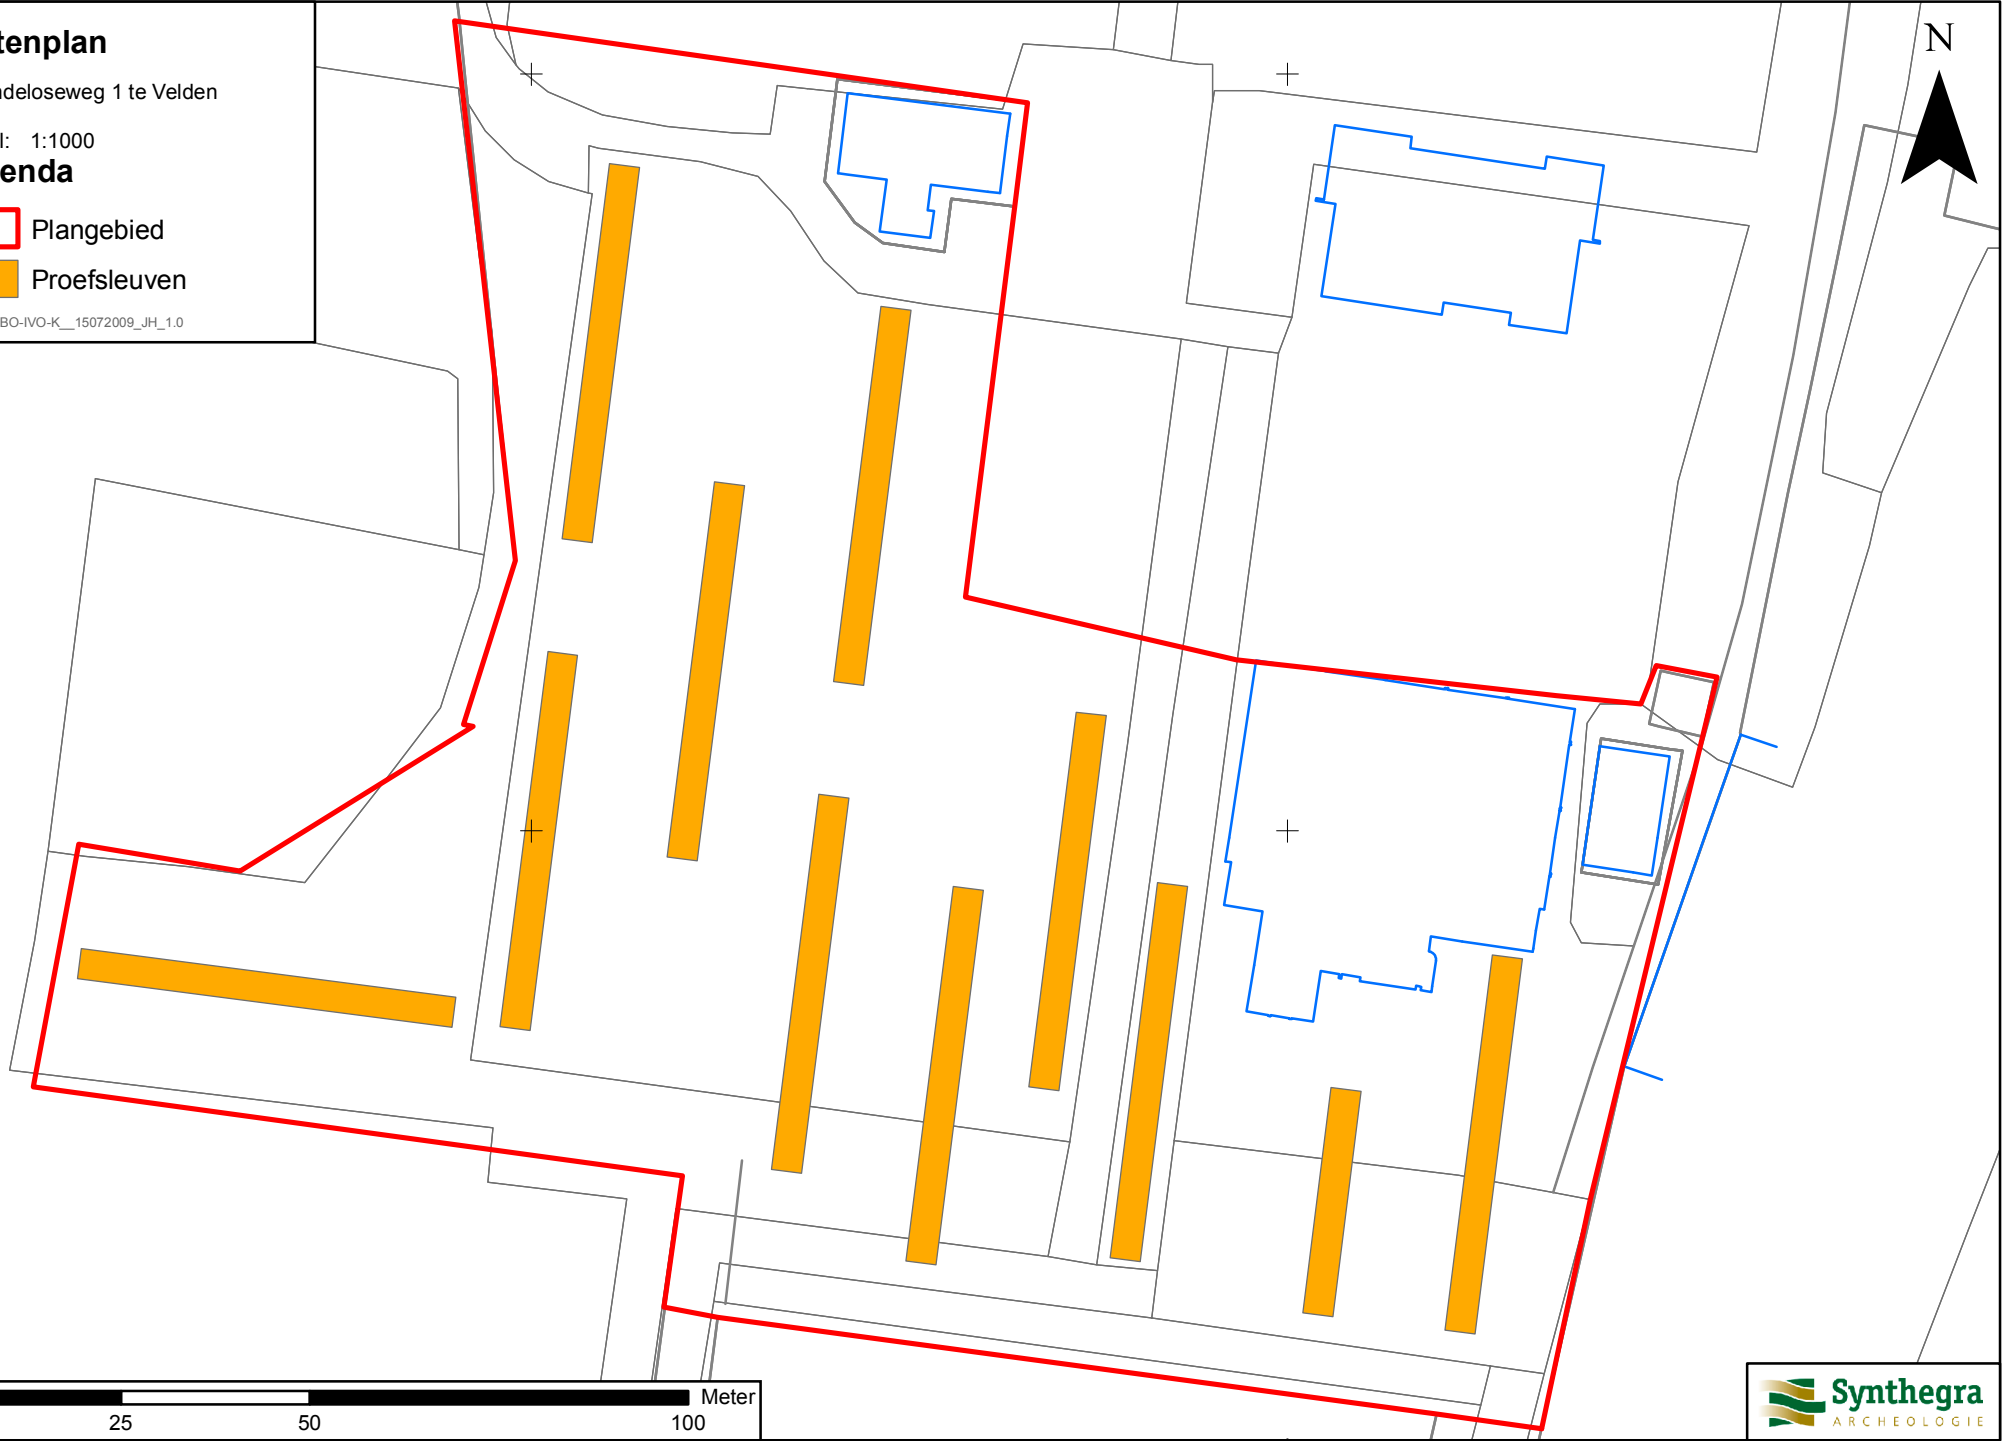 tenplan
ndeloseweg 1 te Velden
l: 1:1000
enda
Plangebied
Proefsleuven
BO-IVO-K__15072009_JH_1.0
N
Meter
25 50 100
Synthegra
ARCHEOLOGIE